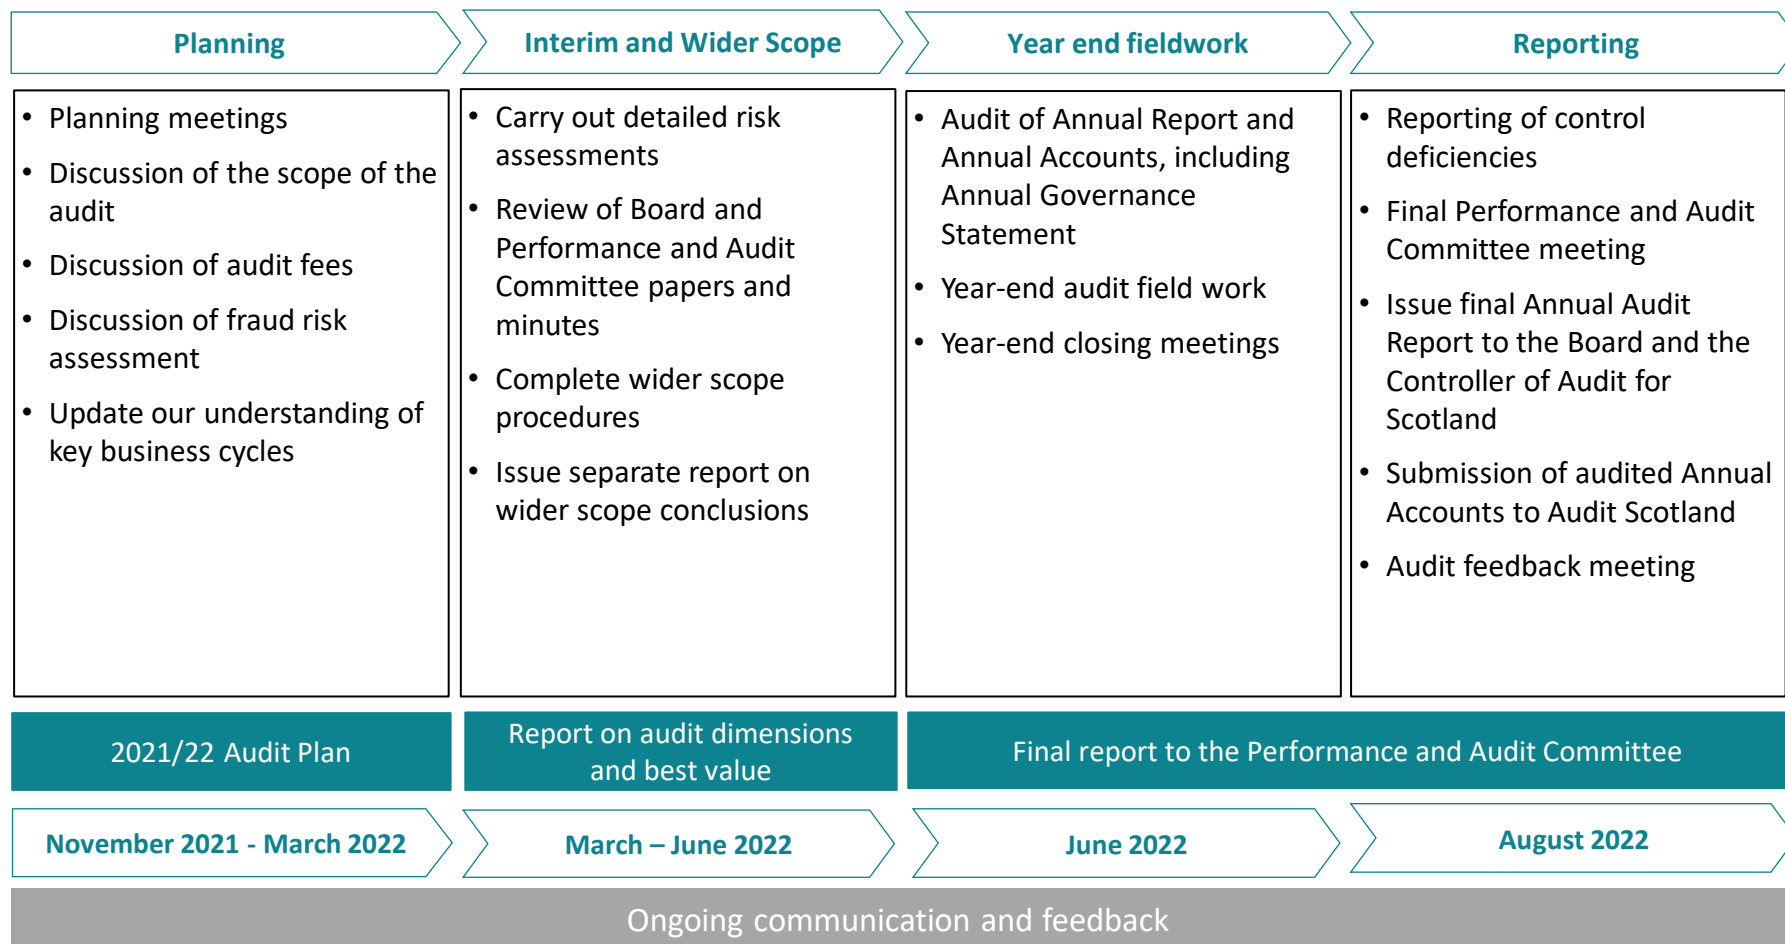 Planning
Interim and Wider Scope
Year end fieldwork
Reporting
• Planning meetings
• Discussion of the scope of the
audit
• Discussion of audit fees
• Discussion of fraud risk
assessment
• Update our understanding of
key business cycles
• Carry out detailed risk
assessments
• Review of Board and
Performance and Audit
Committee papers and
minutes
• Complete wider scope
procedures
• Issue separate report on
wider scope conclusions
• Audit of Annual Report and
Annual Accounts, including
Annual Governance
Statement
• Year-end audit field work
• Year-end closing meetings
• Reporting of control
deficiencies
• Final Performance and Audit
Committee meeting
• Issue final Annual Audit
Report to the Board and the
Controller of Audit for
Scotland
• Submission of audited Annual
Accounts to Audit Scotland
• Audit feedback meeting
2021/22 Audit Plan
Report on audit dimensions
and best value
Final report to the Performance and Audit Committee
November 2021 - March 2022
March – June 2022
June 2022
August 2022
Ongoing communication and feedback